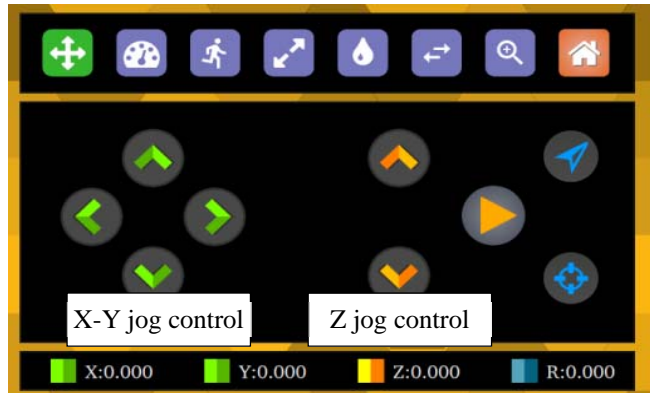 X-Y jog control
Z jog control
X:0.000
Y:0.000
Z:0.000
R:0.000